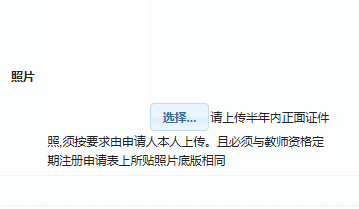 照片
选择... 请上传半年内正面证件
照,须按要求由申请人本人上传。且必须与教师资格定
期注册申请表上所贴照片底版相同